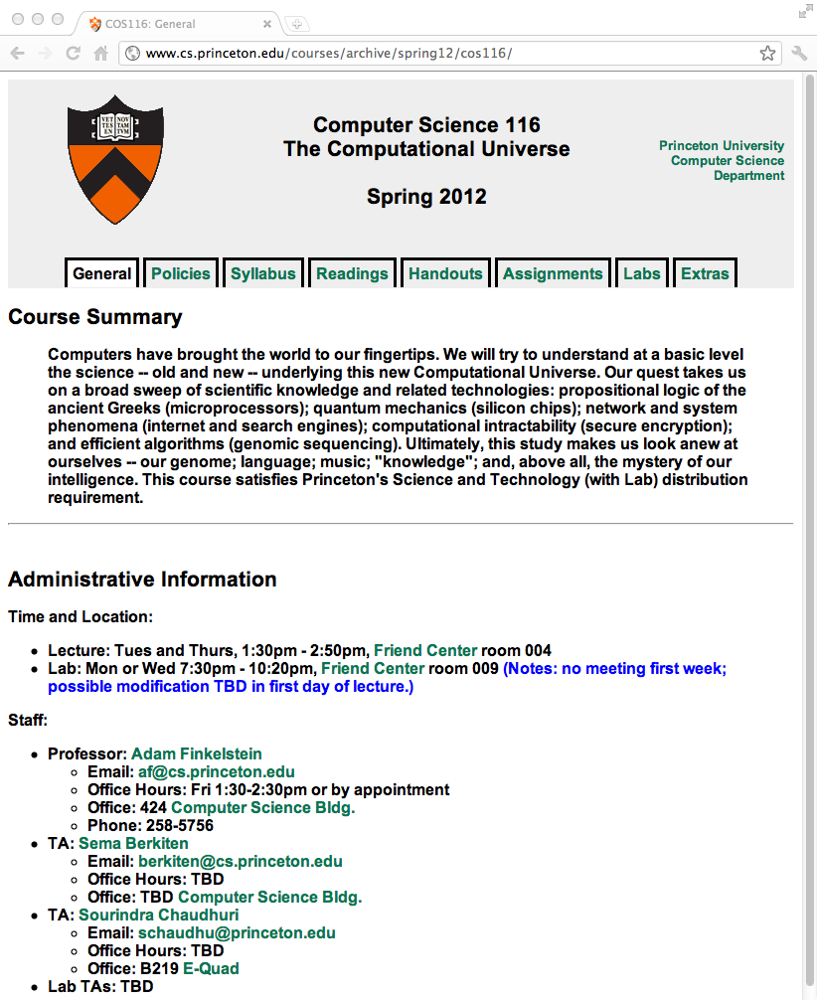 COS116: General
www.cs.princeton.edu/courses/archive/spring12/cos116/
VET NOV
TES EN TAM TVM
Computer Science 116
The Computational Universe
Spring 2012
Princeton University
Computer Science
Department
General Policies Syllabus Readings Handouts Assignments Labs Extras
Course Summary
Computers have brought the world to our fingertips. We will try to understand at a basic level
the science -- old and new -- underlying this new Computational Universe. Our quest takes us
on a broad sweep of scientific knowledge and related technologies: propositional logic of the
ancient Greeks (microprocessors); quantum mechanics (silicon chips); network and system
phenomena (internet and search engines); computational intractability (secure encryption);
and efficient algorithms (genomic sequencing). Ultimately, this study makes us look anew at
ourselves -- our genome; language; music; "knowledge"; and, above all, the mystery of our
intelligence. This course satisfies Princeton's Science and Technology (with Lab) distribution
requirement.
Administrative Information
Time and Location:
• Lecture: Tues and Thurs, 1:30pm - 2:50pm, Friend Center room 004
• Lab: Mon or Wed 7:30pm - 10:20pm, Friend Center room 009 (Notes: no meeting first week;
possible modification TBD in first day of lecture.)
Staff:
• Professor: Adam Finkelstein
◦ Email: af@cs.princeton.edu
◦ Office Hours: Fri 1:30-2:30pm or by appointment
◦ Office: 424 Computer Science Bldg.
◦ Phone: 258-5756
• TA: Sema Berkiten
◦ Email: berkiten@cs.princeton.edu
◦ Office Hours: TBD
◦ Office: TBD Computer Science Bldg.
• TA: Sourindra Chaudhuri
◦ Email: schaudhu@princeton.edu
◦ Office Hours: TBD
◦ Office: B219 E-Quad
• Lab TAs: TBD